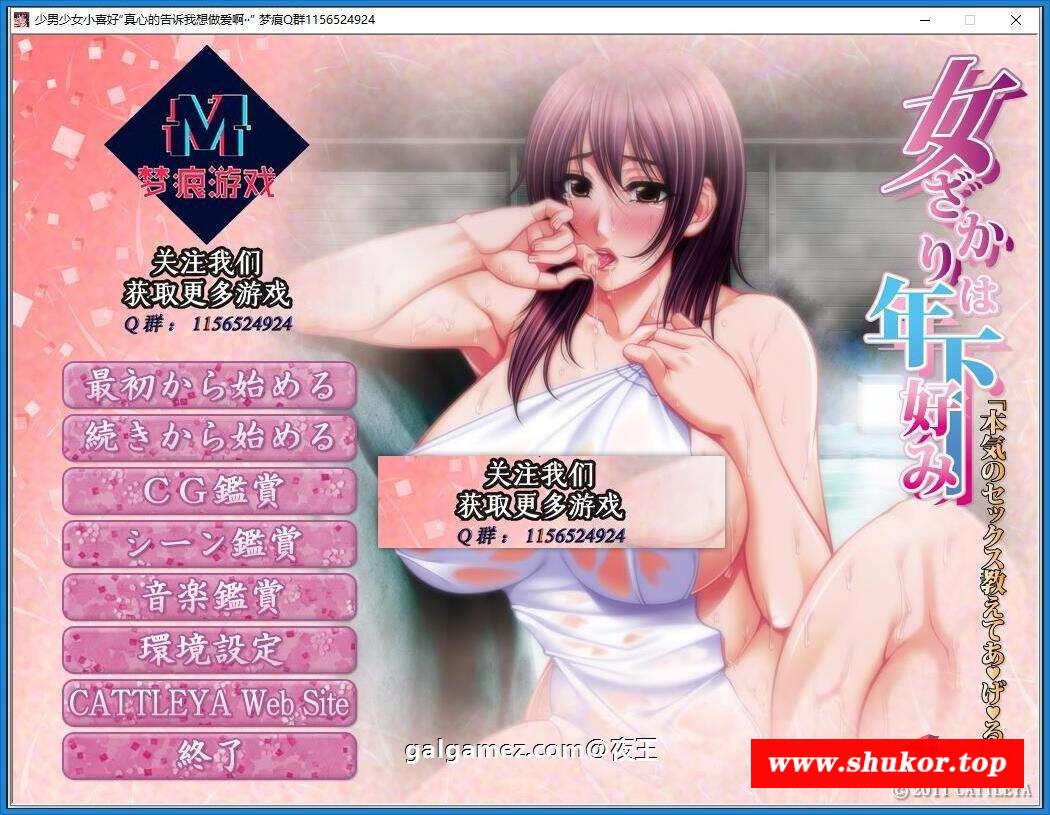 少男少女小喜好“真心的告诉我想做爱啊··” 梦痕Q群1156524924
M
梦痕游戏
关注我们
获取更多游戏
Q群： 1156524924
女ざかりは
年下
好み
「本気のセックス教えてあ♥げ♥る
最初から始める
続きから始める
ＣＧ鑑賞
シーン鑑賞
音楽鑑賞
環境設定
CATTLEYA Web Site
終了
关注我们
获取更多游戏
Q群： 1156524924
galgamez.com@夜王
www.shukor.top
©2011 CATTLEYA